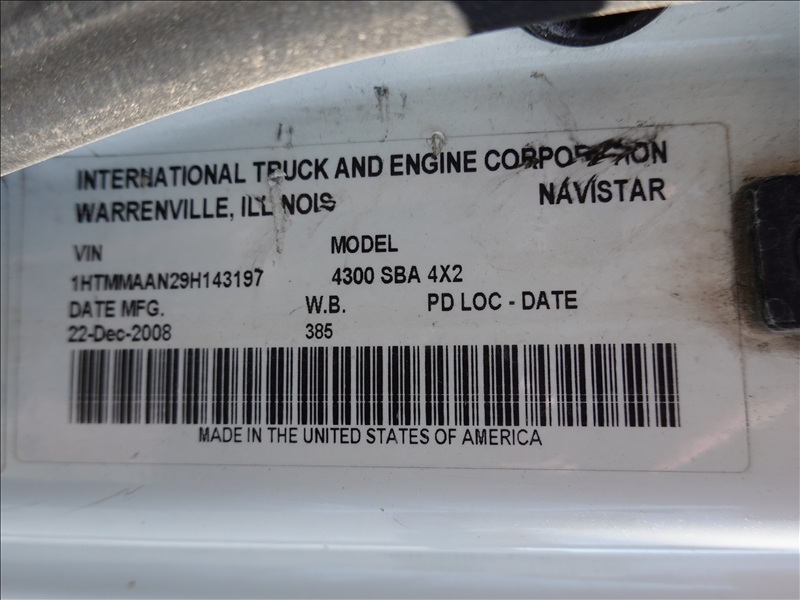 INTERNATIONAL TRUCK AND ENGINE CORPORATION
WARRENVILLE, ILLINOIS NAVISTAR
VIN MODEL
1HTMMAAN29H143197 4300 SBA 4X2
DATE MFG. W.B. PD LOC - DATE
22-Dec-2008 385
MADE IN THE UNITED STATES OF AMERICA